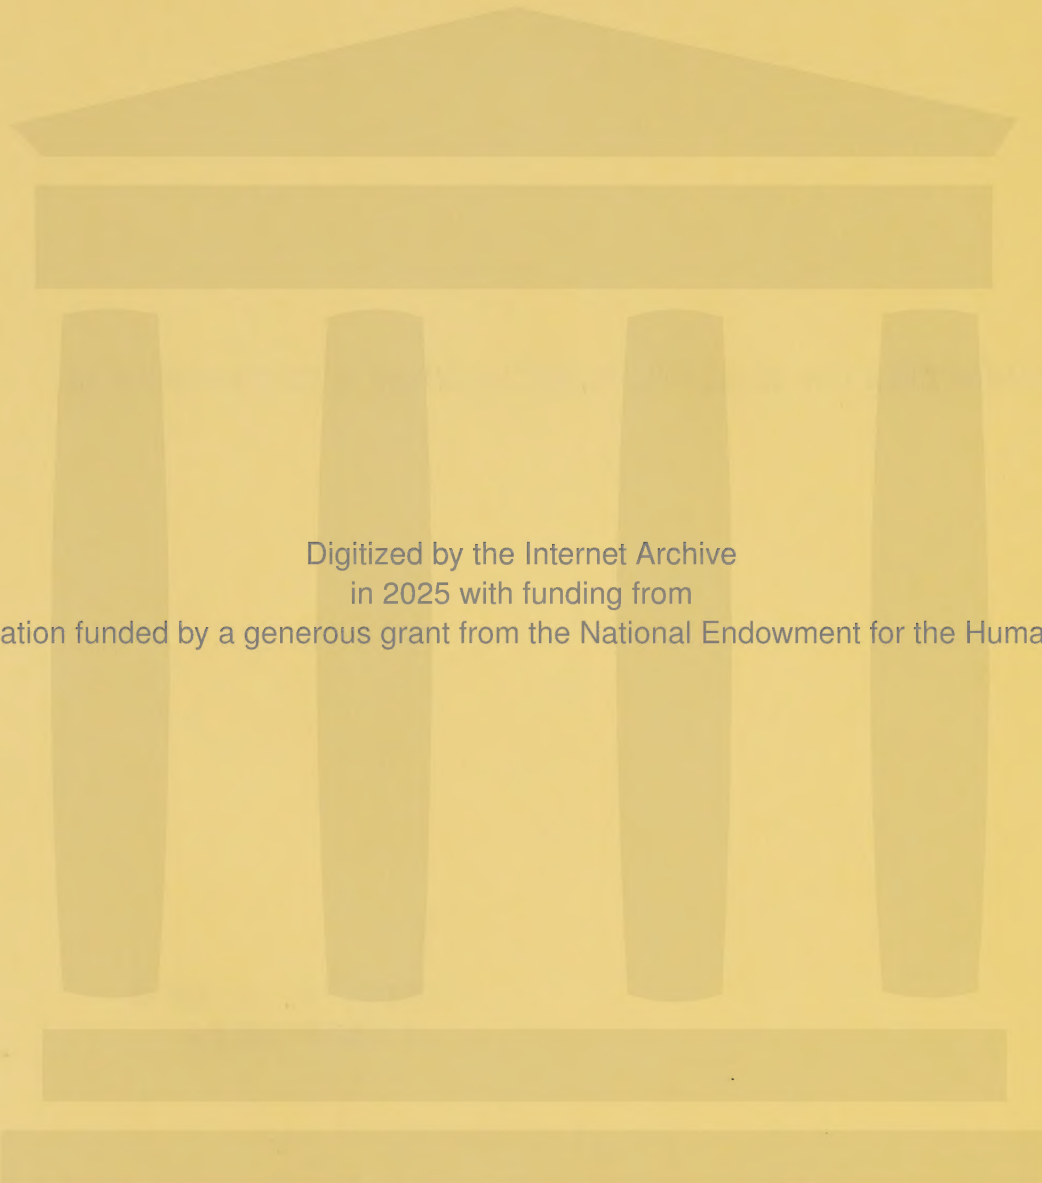 Digitized by the Internet Archive
in 2025 with funding from
ation funded by a generous grant from the National Endowment for the Huma